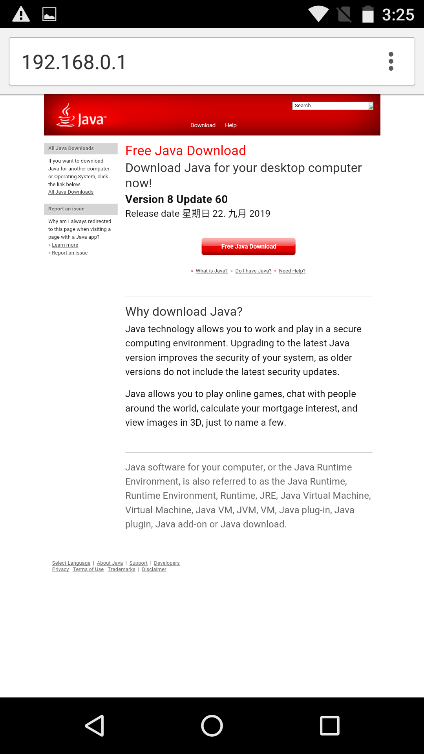 3:25
192.168.0.1
Java
Search
Download Help
All Java Downloads
If you want to download
Java for another computer
or Operating System, click
the link below.
All Java Downloads
Report an issue
Why am I always redirected
to this page when visiting a
page with a Java app?
» Learn more
» Report an issue
Free Java Download
Download Java for your desktop computer
now!
Version 8 Update 60
Release date 星期日 22. 九月 2019
Free Java Download
» What is Java? » Do I have Java? » Need Help?
Why download Java?
Java technology allows you to work and play in a secure
computing environment. Upgrading to the latest Java
version improves the security of your system, as older
versions do not include the latest security updates.
Java allows you to play online games, chat with people
around the world, calculate your mortgage interest, and
view images in 3D, just to name a few.
Java software for your computer, or the Java Runtime
Environment, is also referred to as the Java Runtime,
Runtime Environment, Runtime, JRE, Java Virtual Machine,
Virtual Machine, Java VM, JVM, VM, Java plug-in, Java
plugin, Java add-on or Java download.
Select Language | About Java | Support | Developers
Privacy Terms of Use Trademarks | Disclaimer